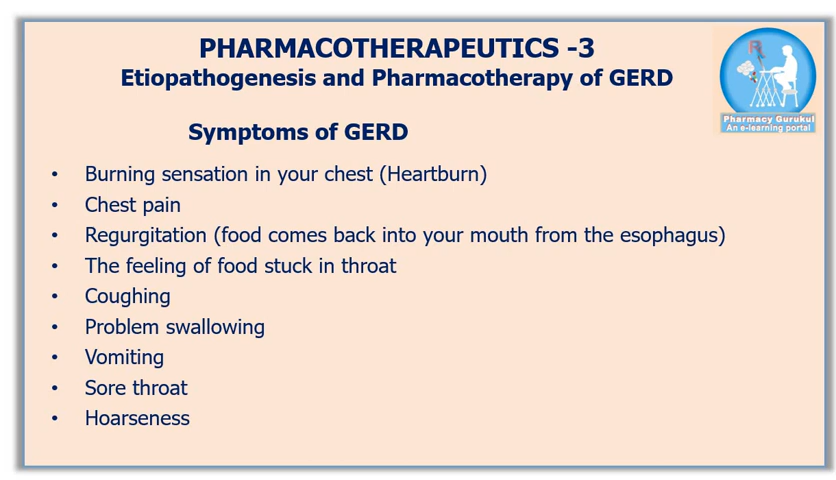 PHARMACOTHERAPEUTICS -3
Etiopathogenesis and Pharmacotherapy of GERD
Pharmacy Gurukul
An e-learning portal
Symptoms of GERD
• Burning sensation in your chest (Heartburn)
• Chest pain
• Regurgitation (food comes back into your mouth from the esophagus)
• The feeling of food stuck in throat
• Coughing
• Problem swallowing
• Vomiting
• Sore throat
• Hoarseness